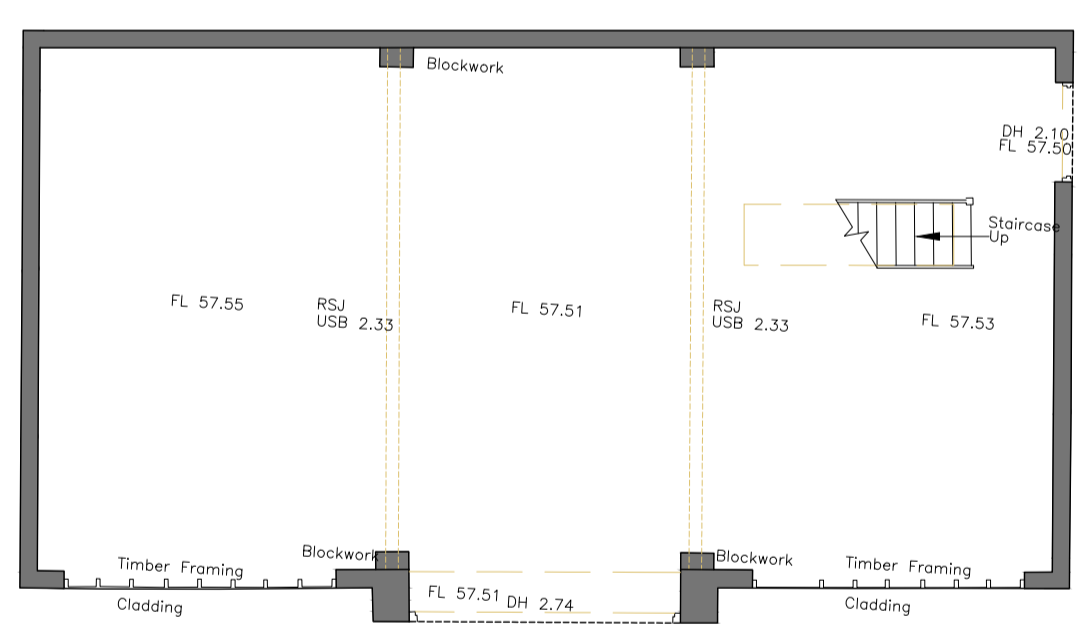 Blockwork
DH 2.10
FL 57.50
Staircase
Up
FL 57.55
RSJ
USB 2.33
FL 57.51
RSJ
USB 2.33
FL 57.53
Timber Framing
Cladding
Blockwork
FL 57.51
DH 2.74
Blockwork
Timber Framing
Cladding